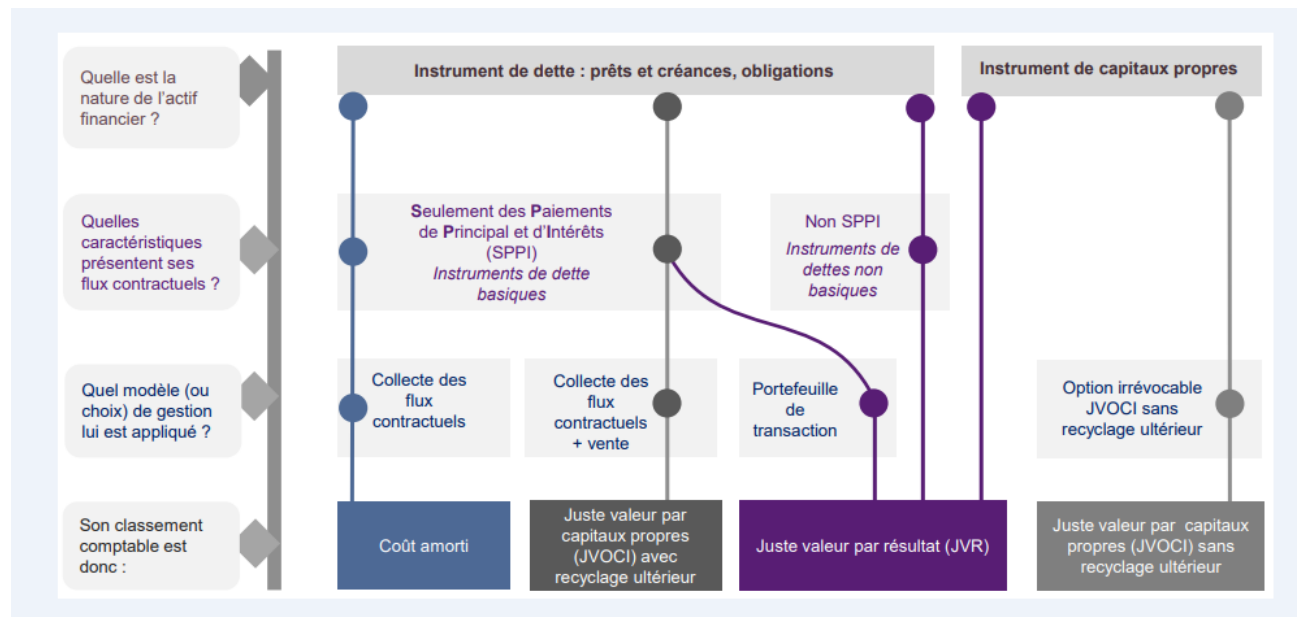 Quelle est la
nature de l'actif
financier ?
Instrument de dette : prêts et créances, obligations
Instrument de capitaux propres
Quelles
caractéristiques
présentent ses
flux contractuels ?
Seulement des Paiements
de Principal et d'Intérêts
(SPPI)
Instruments de dette
basiques
Non SPPI
Instruments de
dettes non
basiques
Quel modèle (ou
choix) de gestion
lui est appliqué ?
Collecte des
flux
contractuels
Collecte des
flux
contractuels
+ vente
Portefeuille
de
transaction
Option irrévocable
JVOCI sans
recyclage ultérieur
Son classement
comptable est
donc :
Coût amorti
Juste valeur par
capitaux propres
(JVOCI) avec
recyclage ultérieur
Juste valeur par résultat (JVR)
Juste valeur par capitaux
propres (JVOCI) sans
recyclage ultérieur